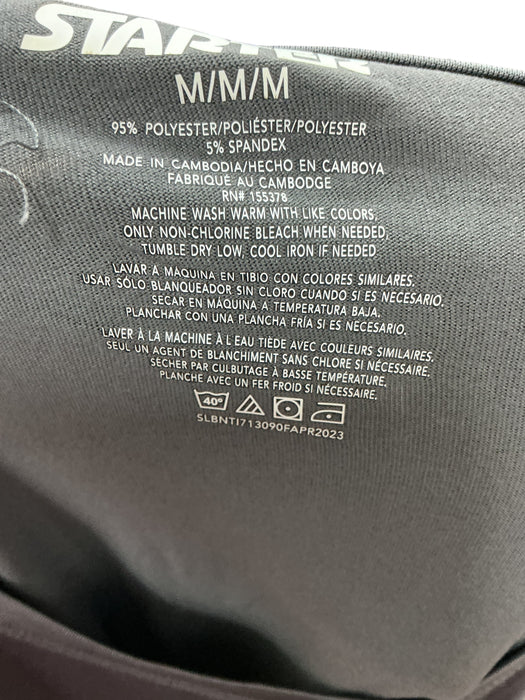 STARTER
M/M/M
95% POLYESTER/POLIÉSTER/POLYESTER
5% SPANDEX
MADE IN CAMBODIA/HECHO EN CAMBOYA
FABRIQUÉ AU CAMBODGE
RN# 155378
MACHINE WASH WARM WITH LIKE COLORS,
ONLY NON-CHLORINE BLEACH WHEN NEEDED,
TUMBLE DRY LOW, COOL IRON IF NEEDED
LAVAR A MÁQUINA EN TIBIO CON COLORES SIMILARES.
USAR SÓLO BLANQUEADOR SIN CLORO CUANDO SI ES NECESARIO.
SECAR EN MÁQUINA A TEMPERATURA BAJA.
PLANCHAR CON UNA PLANCHA FRÍA SI ES NECESARIO.
LAVER À LA MACHINE À L EAU TIÈDE AVEC COULEURS SIMILAIRES.
SEUL UN AGENT DE BLANCHIMENT SANS CHLORE SI NÉCESSAIRE.
SÉCHER PAR CULBUTAGE À BASSE TEMPÉRATURE.
PLANCHE AVEC UN FER FROID SI NÉCESSAIRE.
40°
SLBNTI713090FAPR2023